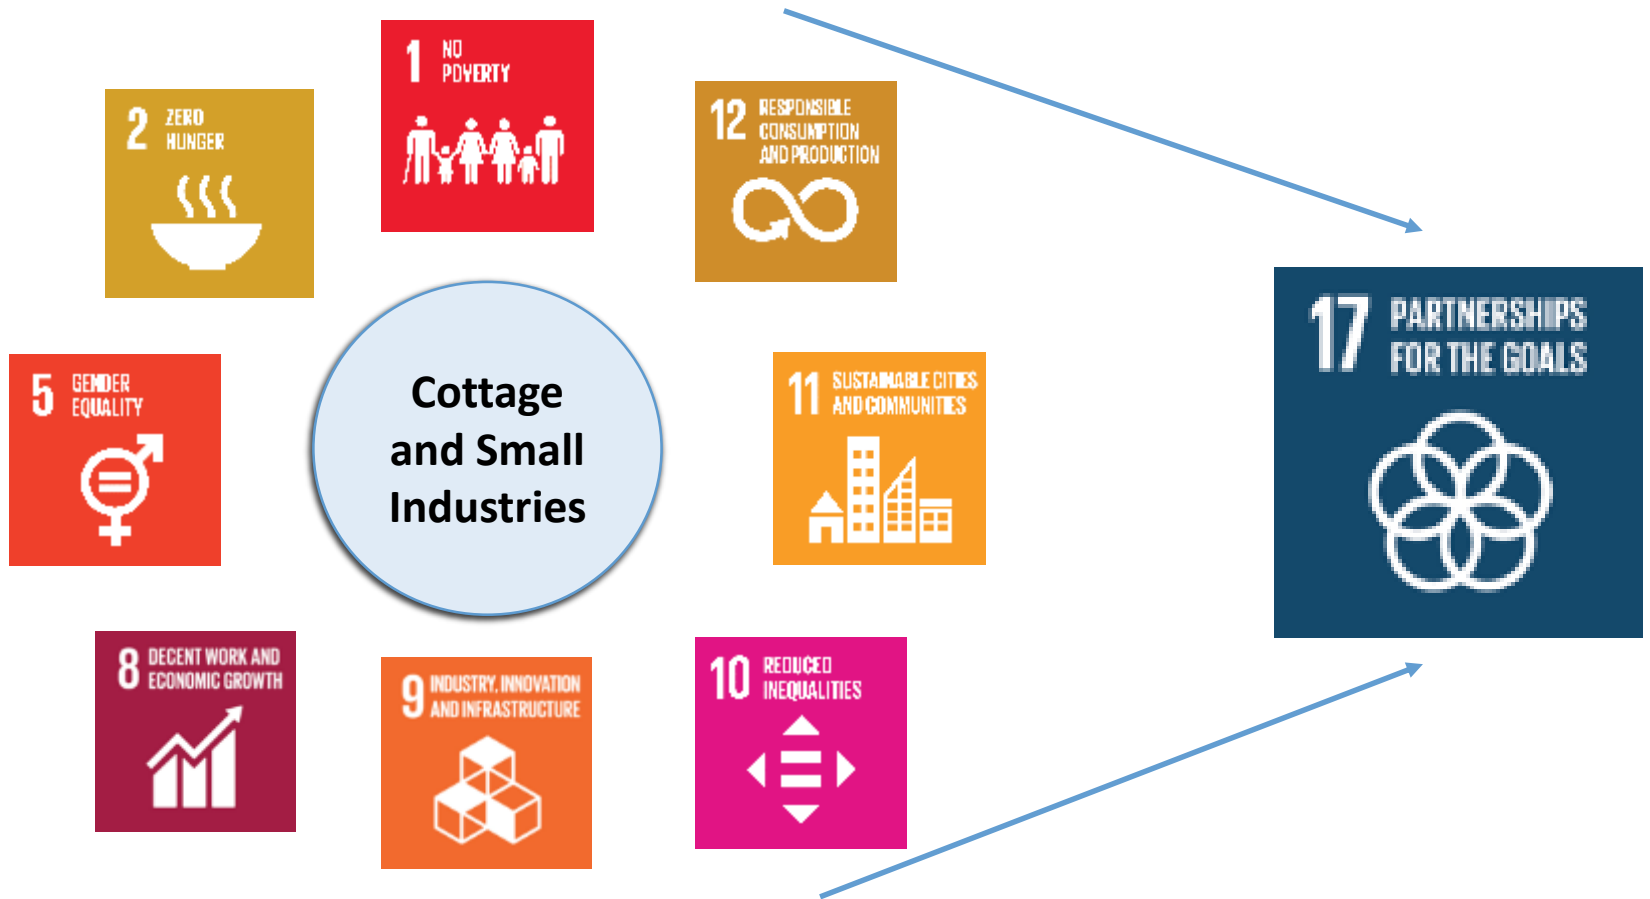 1 NO
POVERTY
2 ZERO
HUNGER
12 RESPONSIBLE
CONSUMPTION
AND PRODUCTION
17 PARTNERSHIPS
FOR THE GOALS
5 GENDER
EQUALITY
Cottage
and Small
Industries
11 SUSTAINABLE CITIES
AND COMMUNITIES
8 DECENT WORK AND
ECONOMIC GROWTH
9 INDUSTRY, INNOVATION
AND INFRASTRUCTURE
10 REDUCED
INEQUALITIES